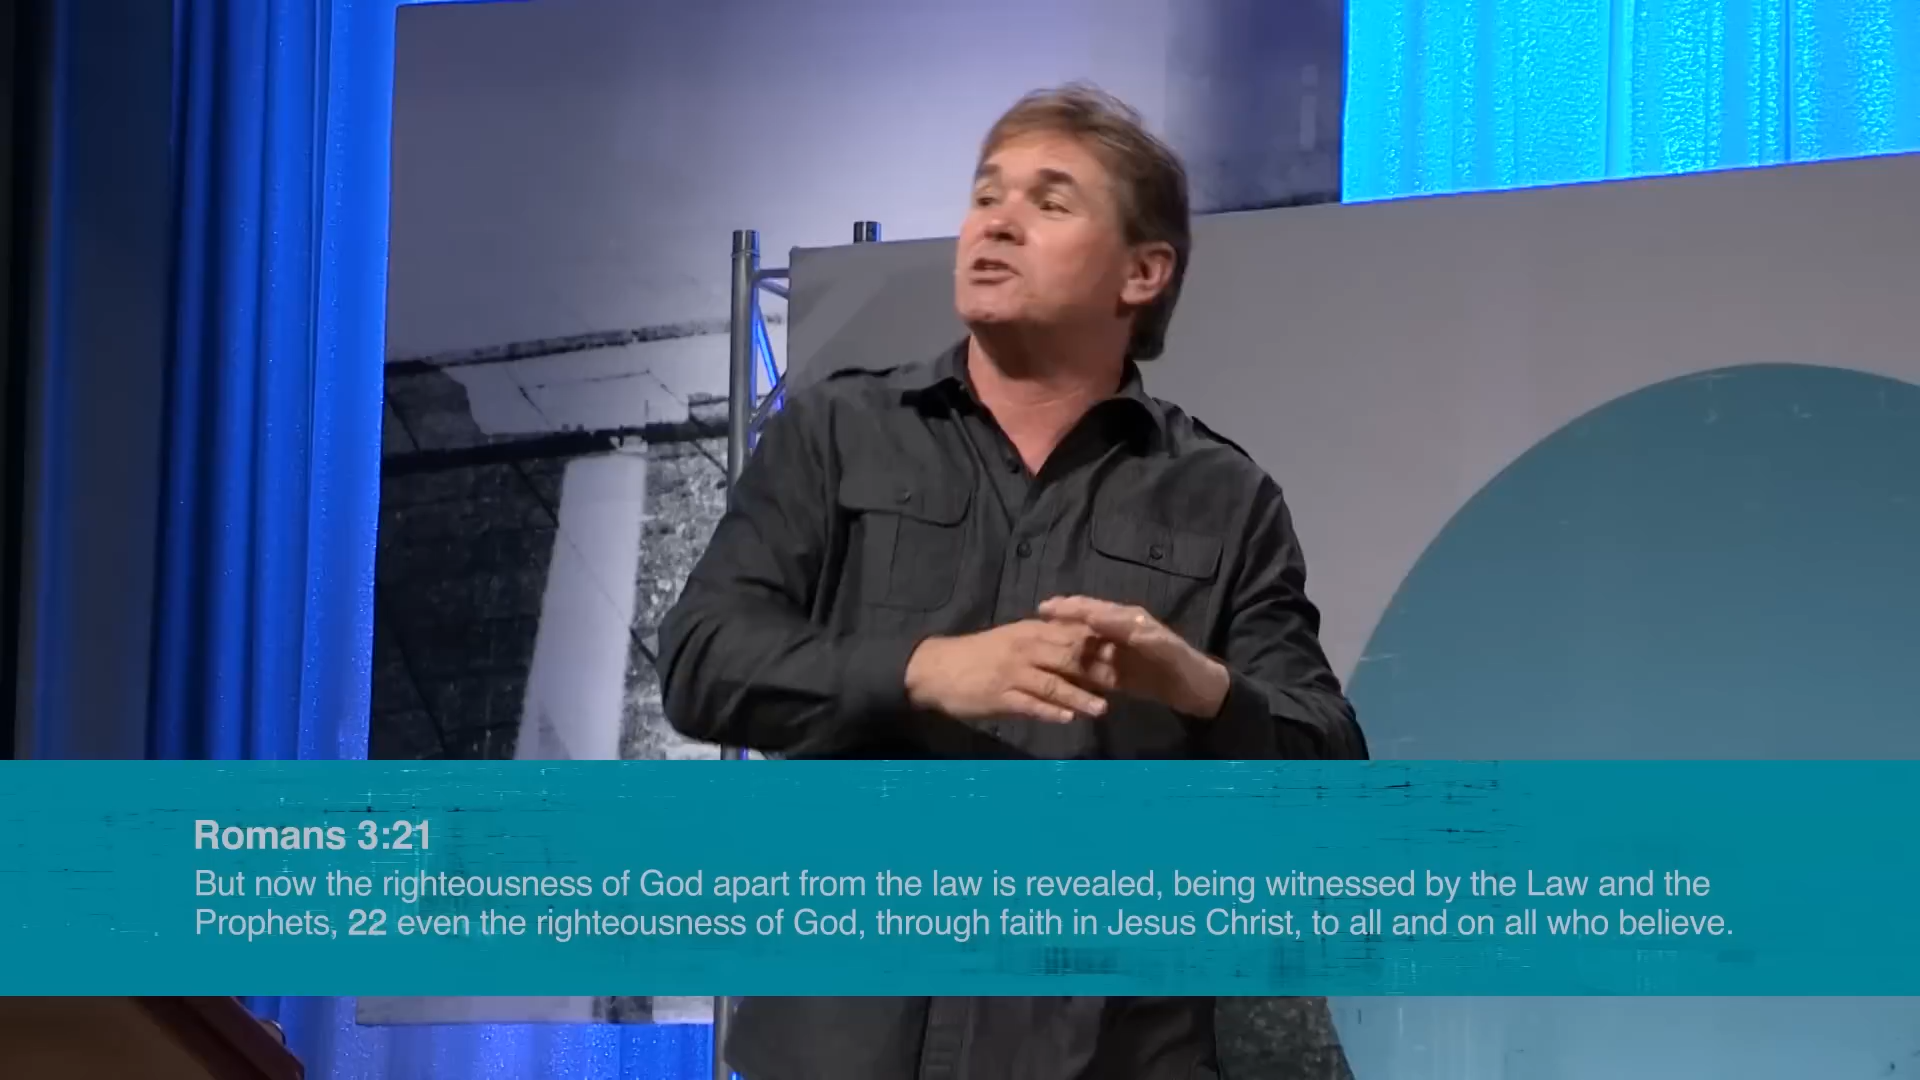 Romans 3:21
But now the righteousness of God apart from the law is revealed, being witnessed by the Law and the
Prophets, 22 even the righteousness of God, through faith in Jesus Christ, to all and on all who believe.